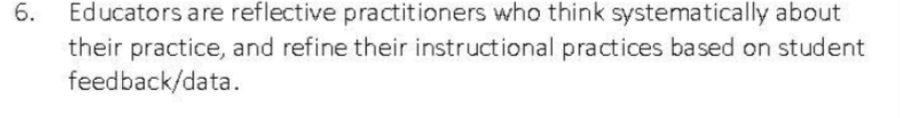 6. Educators are reflective practitioners who think systematically about
their practice, and refine their instructional practices based on student
feedback/data.